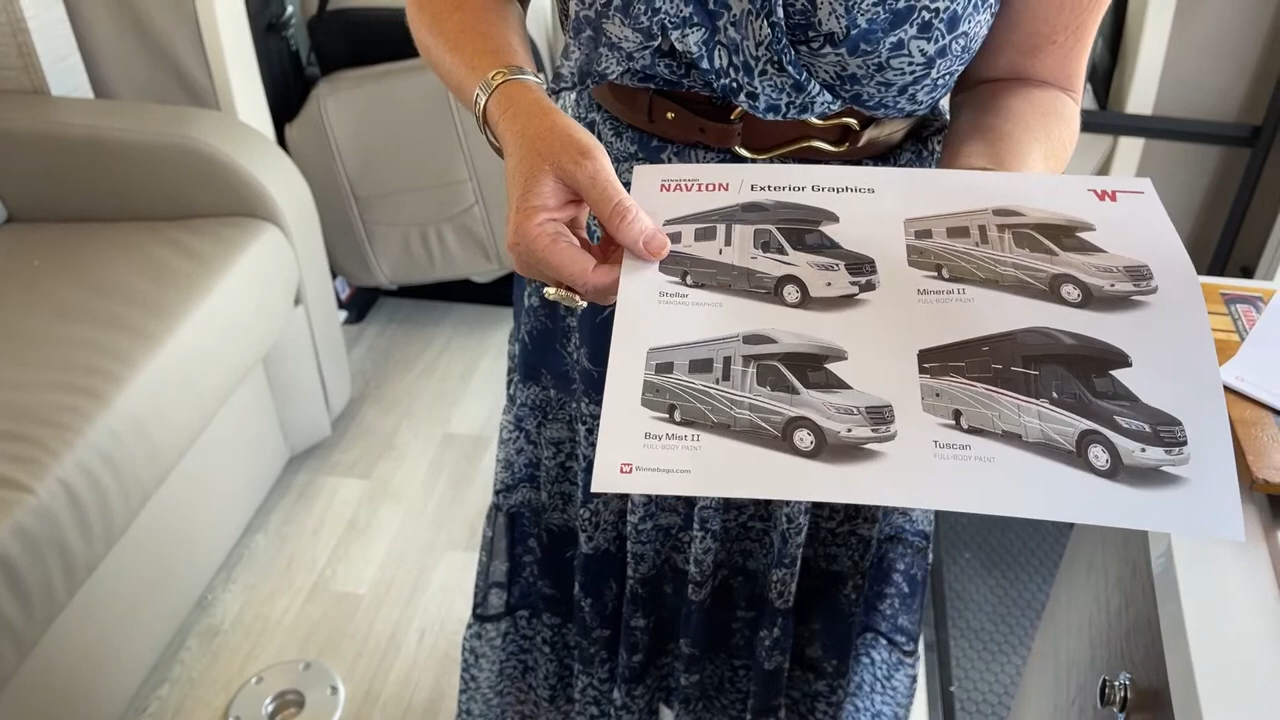 WINNEBAGO
NAVION / Exterior Graphics
W
Stellar
STANDARD GRAPHICS
Mineral II
FULL-BODY PAINT
Bay Mist II
FULL-BODY PAINT
Tuscan
FULL-BODY PAINT
W Winnebago.com